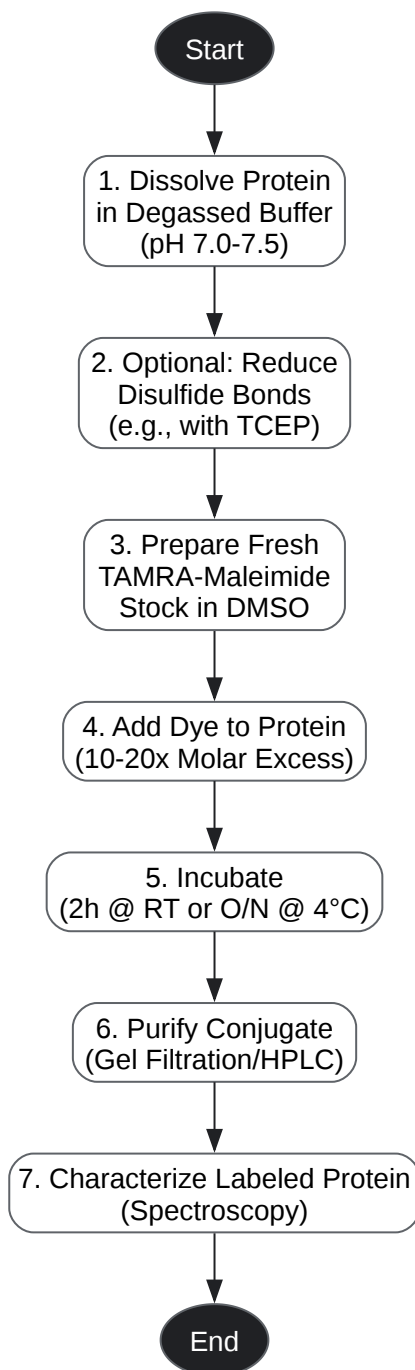 Start
1. Dissolve Protein
in Degassed Buffer
(pH 7.0-7.5)
2. Optional: Reduce
Disulfide Bonds
(e.g., with TCEP)
3. Prepare Fresh
TAMRA-Maleimide
Stock in DMSO
4. Add Dye to Protein
(10-20x Molar Excess)
5. Incubate
(2h @ RT or O/N @ 4°C)
6. Purify Conjugate
(Gel Filtration/HPLC)
7. Characterize Labeled Protein
(Spectroscopy)
End